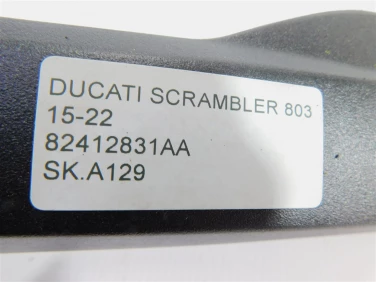 DUCATI SCRAMBLER 803
15-22
82412831AA
SK.A129